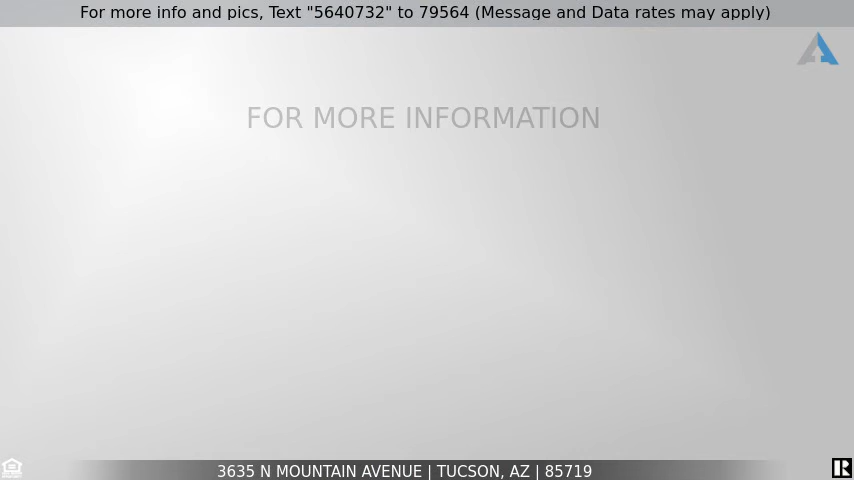 For more info and pics, Text "5640732" to 79564 (Message and Data rates may apply)
FOR MORE INFORMATION
3635 N MOUNTAIN AVENUE | TUCSON, AZ | 85719